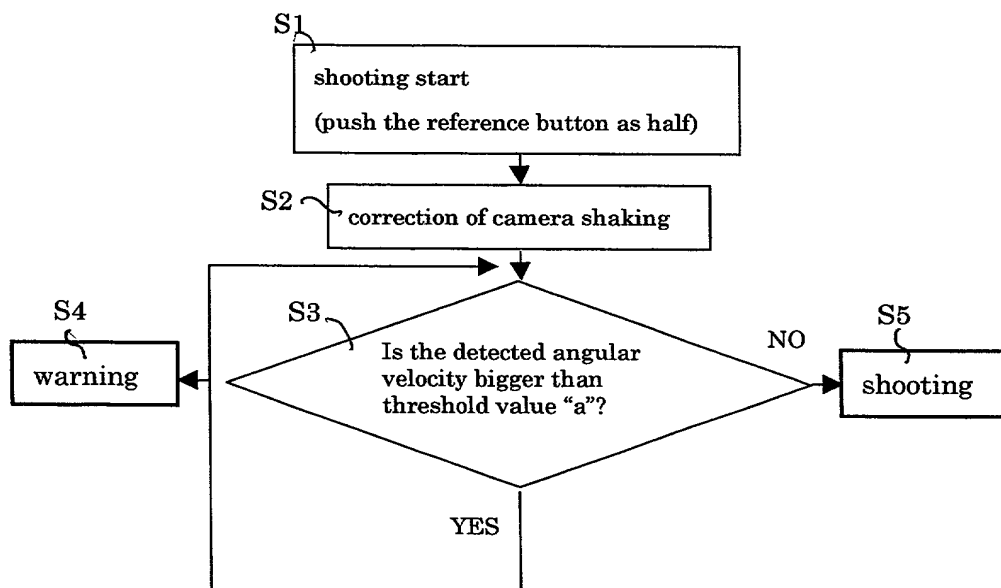 S1
shooting start
(push the reference button as half)
S2
correction of camera shaking
S3
Is the detected angular
velocity bigger than
threshold value “a”?
S4
warning
NO
S5
shooting
YES